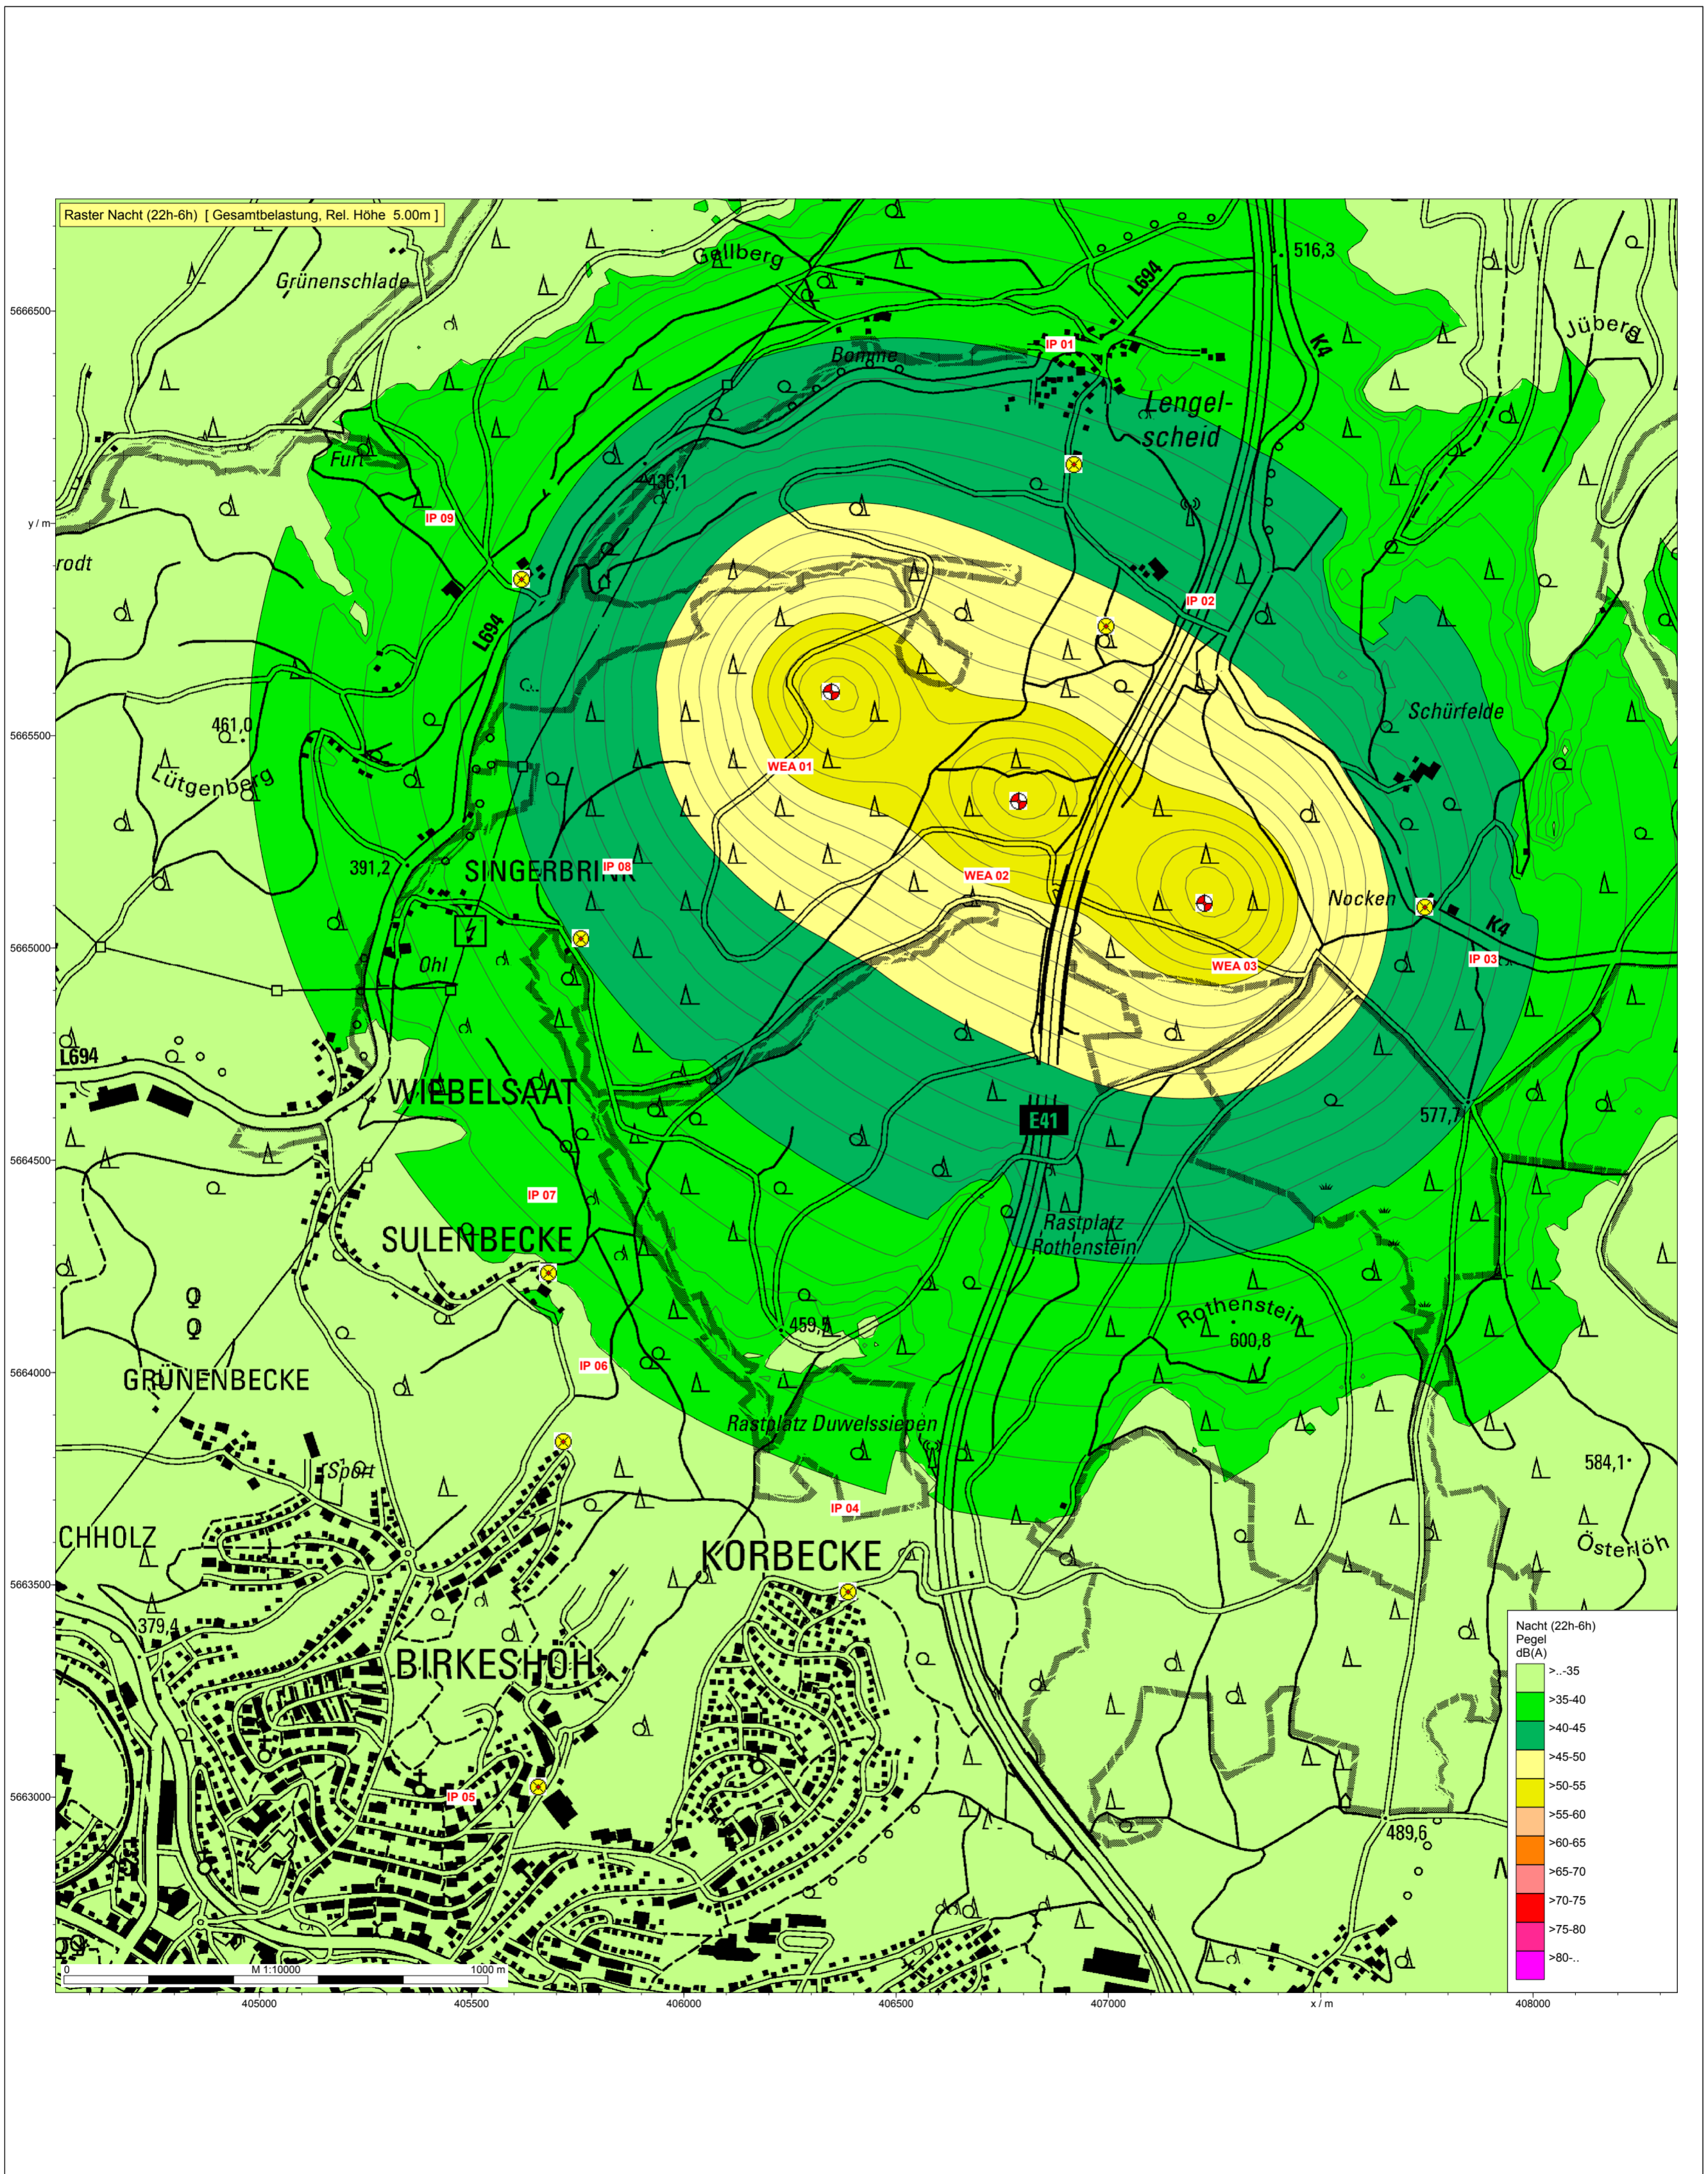 Raster Nacht (22h-6h) [ Gesamtbelastung, Rel. Höhe 5.00m ]
Gellberg
516,3
Grünenschlade
L694
5666500
Jüberg
K4
IP 01
Bomme
Lengel-
scheid
Furt
436,1
IP 09
y / m
rodt
IP 02
L694
461,0
Schürfelde
5665500
Lütgenberg
WEA 01
391,2
SINGERBRINK
IP 08
WEA 02
Nocken
K4
5665000
Ohl
WEA 03
IP 03
L694
WIEBELSAAT
577,7
E41
5664500
IP 07
Rastplatz
Rothenstein
SULENBECKE
Rothenstein
459,5
600,8
IP 06
5664000
GRÜNENBECKE
Rastplatz Duwelssiepen
584,1
Sport
IP 04
CHHOLZ
KORBECKE
Österlöh
5663500
379,4
BIRKESHÖH
Nacht (22h-6h)
Pegel
dB(A)
>..-35
>35-40
>40-45
>45-50
>50-55
>55-60
>60-65
>65-70
>70-75
>75-80
>80-..
5663000
IP 05
489,6
0 M 1:10000 1000 m
405000 405500 406000 406500 407000 x / m 408000